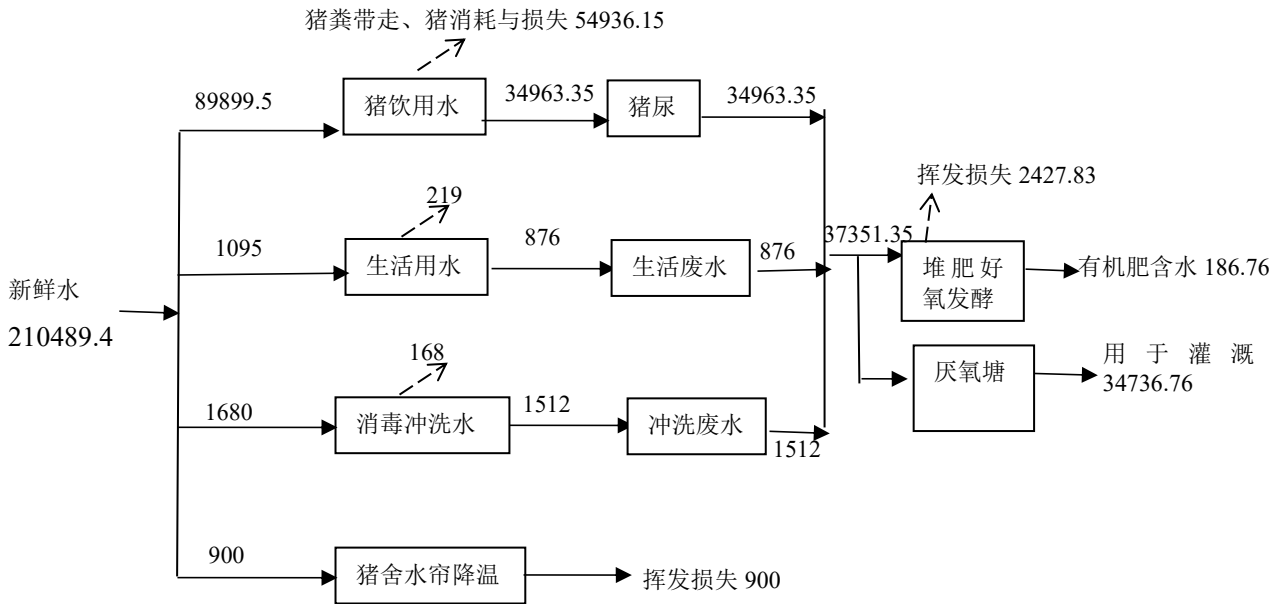 猪粪带走、猪消耗与损失 54936.15
89899.5
猪饮用水
34963.35
猪尿
34963.35
挥发损失 2427.83
219
1095
生活用水
876
生活废水
876
37351.35
堆 肥 好
氧发酵
有机肥含水 186.76
新鲜水
210489.4
168
1680
消毒冲洗水
1512
冲洗废水
1512
厌氧塘
用 于 灌 溉
34736.76
900
猪舍水帘降温
挥发损失 900